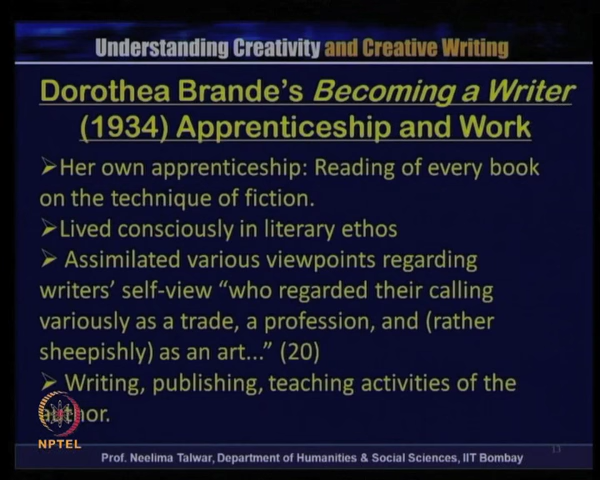 Understanding Creativity and Creative Writing
Dorothea Brande's Becoming a Writer
(1934) Apprenticeship and Work
➢Her own apprenticeship: Reading of every book
on the technique of fiction.
➢Lived consciously in literary ethos
➢ Assimilated various viewpoints regarding
writers' self-view "who regarded their calling
variously as a trade, a profession, and (rather
sheepishly) as an art..." (20)
➢ Writing, publishing, teaching activities of the
author.
NPTEL
Prof. Neelima Talwar, Department of Humanities & Social Sciences, IIT Bombay
13